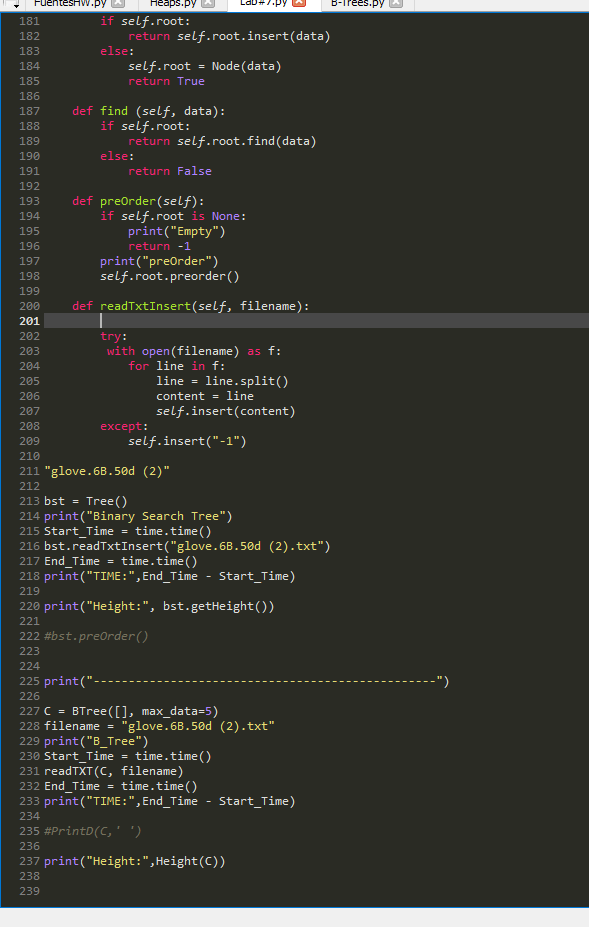 FuentesHW.py Heaps.py Lab#7.py B-Trees.py
181 if self.root:
182 return self.root.insert(data)
183 else:
184 self.root = Node(data)
185 return True
186
187 def find (self, data):
188 if self.root:
189 return self.root.find(data)
190 else:
191 return False
192
193 def preOrder(self):
194 if self.root is None:
195 print("Empty")
196 return -1
197 print("preOrder")
198 self.root.preorder()
199
200 def readTxtInsert(self, filename):
201
202 try:
203 with open(filename) as f:
204 for line in f:
205 line = line.split()
206 content = line
207 self.insert(content)
208 except:
209 self.insert("-1")
210
211 "glove.6B.50d (2)"
212
213 bst = Tree()
214 print("Binary Search Tree")
215 Start_Time = time.time()
216 bst.readTxtInsert("glove.6B.50d (2).txt")
217 End_Time = time.time()
218 print("TIME:",End_Time - Start_Time)
219
220 print("Height:", bst.getHeight())
221
222 #bst.preOrder()
223
224
225 print("-------------------------------------------------")
226
227 C = BTree([], max_data=5)
228 filename = "glove.6B.50d (2).txt"
229 print("B_Tree")
230 Start_Time = time.time()
231 readTXT(C, filename)
232 End_Time = time.time()
233 print("TIME:",End_Time - Start_Time)
234
235 #PrintD(C,' ')
236
237 print("Height:",Height(C))
238
239